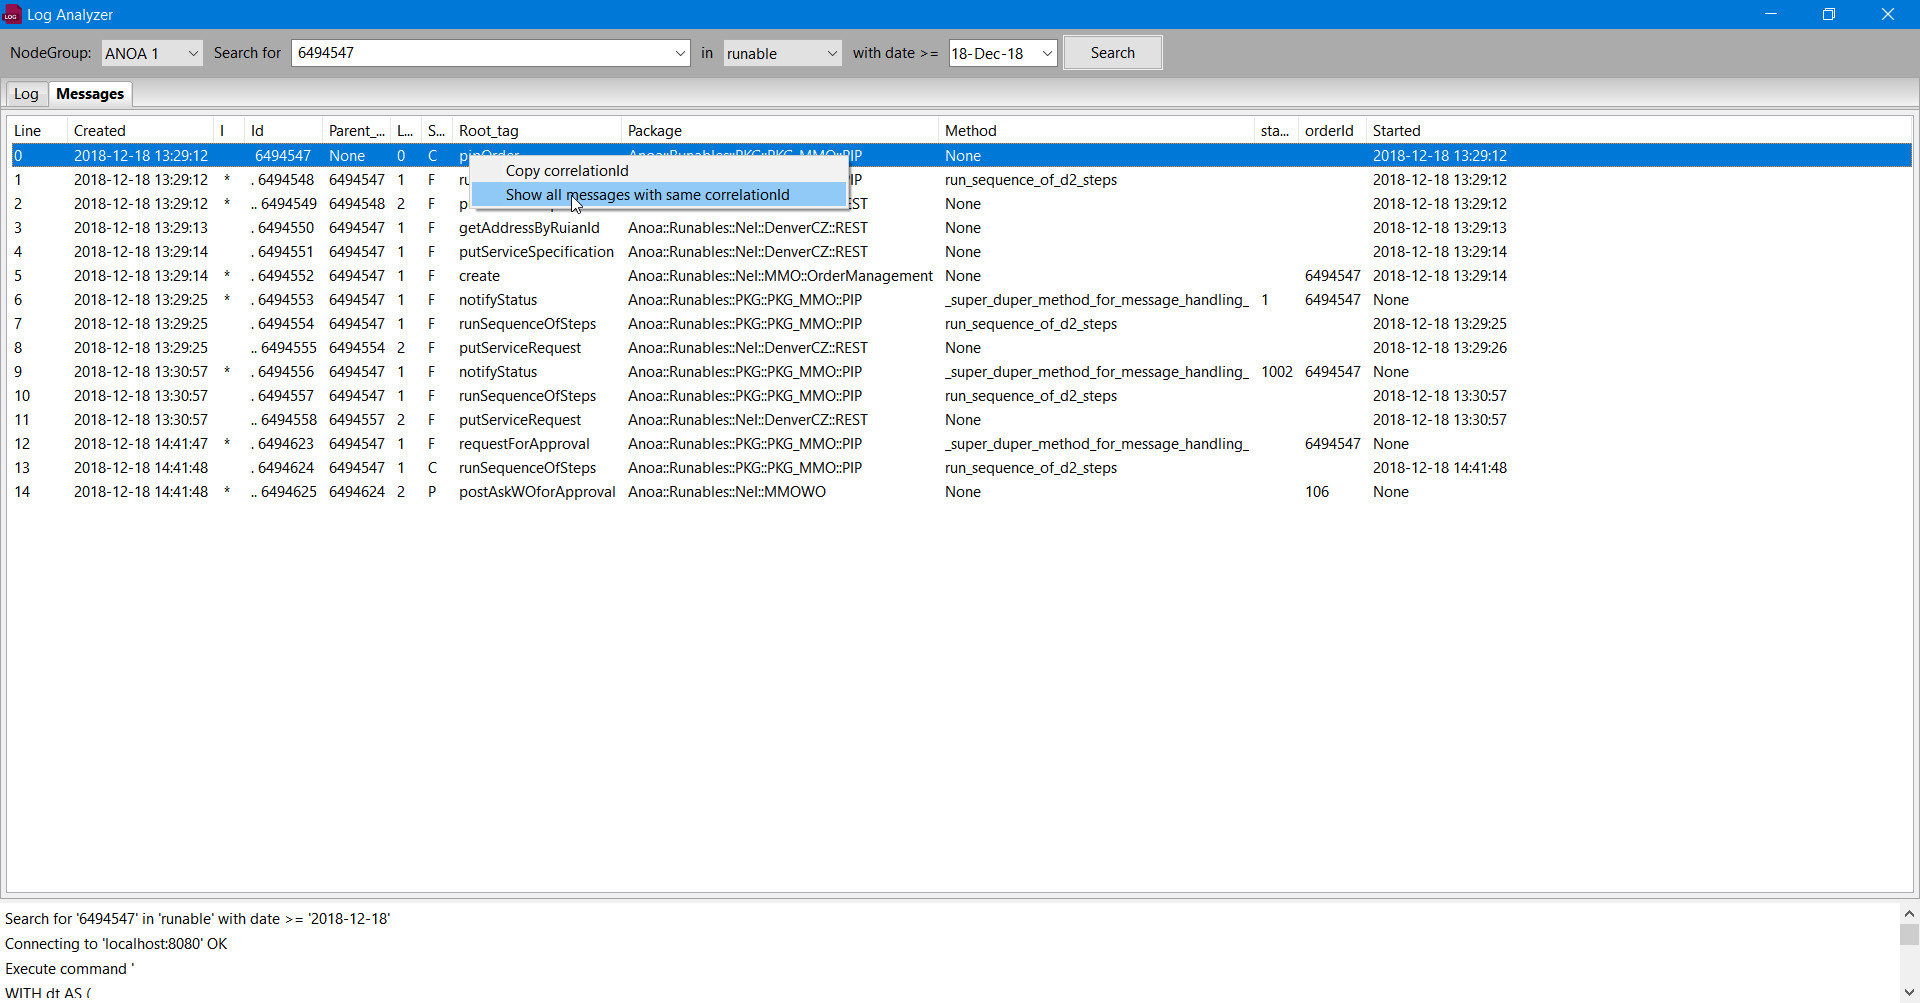 LOG Log Analyzer
NodeGroup: ANOA 1 Search for 6494547 in runable with date >= 18-Dec-18 Search
Log Messages
Line Created I Id Parent_... L... S... Root_tag Package Method sta... orderId Started
0 2018-12-18 13:29:12 6494547 None 0 C pipOrder Anoa::Runables::PKG::PKG_MMO::PIP None 2018-12-18 13:29:12
Copy correlationId
1 2018-12-18 13:29:12 * . 6494548 6494547 1 F ru IP run_sequence_of_d2_steps 2018-12-18 13:29:12
Show all messages with same correlationId
2 2018-12-18 13:29:12 * .. 6494549 6494548 2 F p EST None 2018-12-18 13:29:12
3 2018-12-18 13:29:13 . 6494550 6494547 1 F getAddressByRuianId Anoa::Runables::Nel::DenverCZ::REST None 2018-12-18 13:29:13
4 2018-12-18 13:29:14 . 6494551 6494547 1 F putServiceSpecification Anoa::Runables::Nel::DenverCZ::REST None 2018-12-18 13:29:14
5 2018-12-18 13:29:14 * . 6494552 6494547 1 F create Anoa::Runables::Nel::MMO::OrderManagement None 6494547 2018-12-18 13:29:14
6 2018-12-18 13:29:25 * . 6494553 6494547 1 F notifyStatus Anoa::Runables::PKG::PKG_MMO::PIP _super_duper_method_for_message_handling_ 1 6494547 None
7 2018-12-18 13:29:25 . 6494554 6494547 1 F runSequenceOfSteps Anoa::Runables::PKG::PKG_MMO::PIP run_sequence_of_d2_steps 2018-12-18 13:29:25
8 2018-12-18 13:29:25 .. 6494555 6494554 2 F putServiceRequest Anoa::Runables::Nel::DenverCZ::REST None 2018-12-18 13:29:26
9 2018-12-18 13:30:57 * . 6494556 6494547 1 F notifyStatus Anoa::Runables::PKG::PKG_MMO::PIP _super_duper_method_for_message_handling_ 1002 6494547 None
10 2018-12-18 13:30:57 . 6494557 6494547 1 F runSequenceOfSteps Anoa::Runables::PKG::PKG_MMO::PIP run_sequence_of_d2_steps 2018-12-18 13:30:57
11 2018-12-18 13:30:57 .. 6494558 6494557 2 F putServiceRequest Anoa::Runables::Nel::DenverCZ::REST None 2018-12-18 13:30:57
12 2018-12-18 14:41:47 * . 6494623 6494547 1 F requestForApproval Anoa::Runables::PKG::PKG_MMO::PIP _super_duper_method_for_message_handling_ 6494547 None
13 2018-12-18 14:41:48 . 6494624 6494547 1 C runSequenceOfSteps Anoa::Runables::PKG::PKG_MMO::PIP run_sequence_of_d2_steps 2018-12-18 14:41:48
14 2018-12-18 14:41:48 * .. 6494625 6494624 2 P postAskWOforApproval Anoa::Runables::Nel::MMOWO None 106 None
Search for '6494547' in 'runable' with date >= '2018-12-18'
Connecting to 'localhost:8080' OK
Execute command '
WITH dt AS (